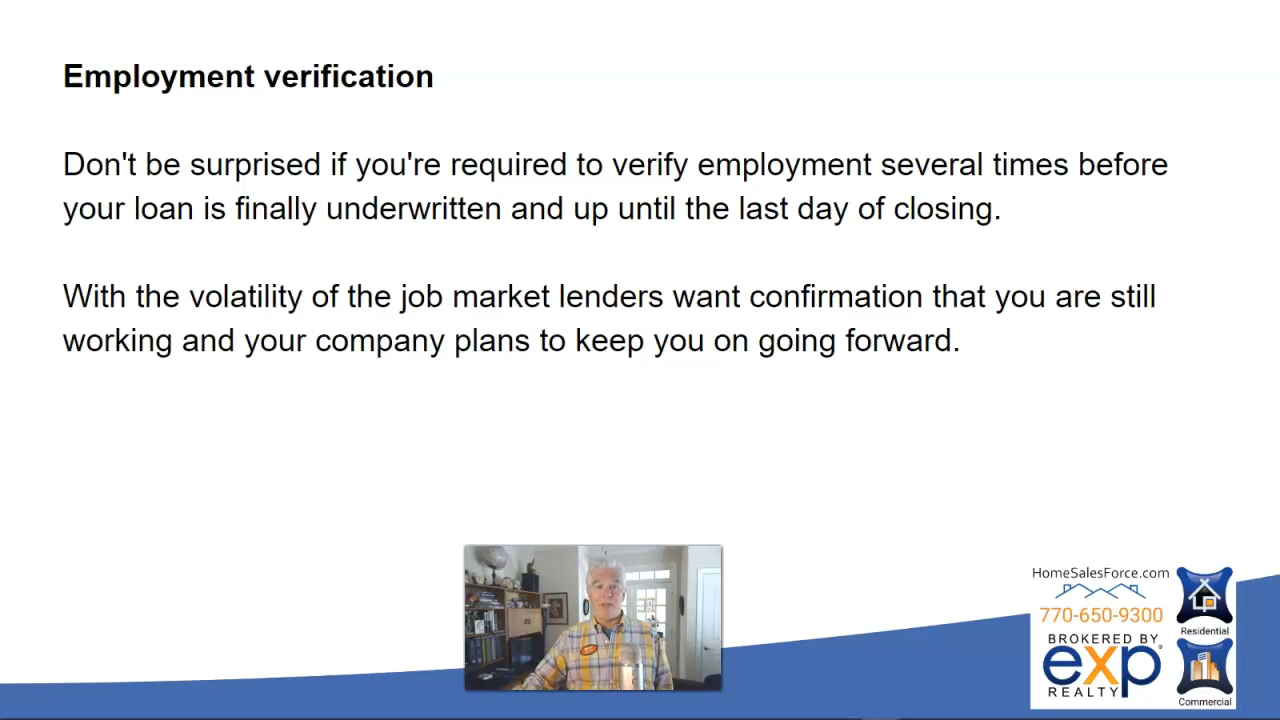 Employment verification
Don't be surprised if you're required to verify employment several times before
your loan is finally underwritten and up until the last day of closing.
With the volatility of the job market lenders want confirmation that you are still
working and your company plans to keep you on going forward.
HomeSalesForce.com
770-650-9300
BROKERED BY
exp
REALTY
Residential
Commercial